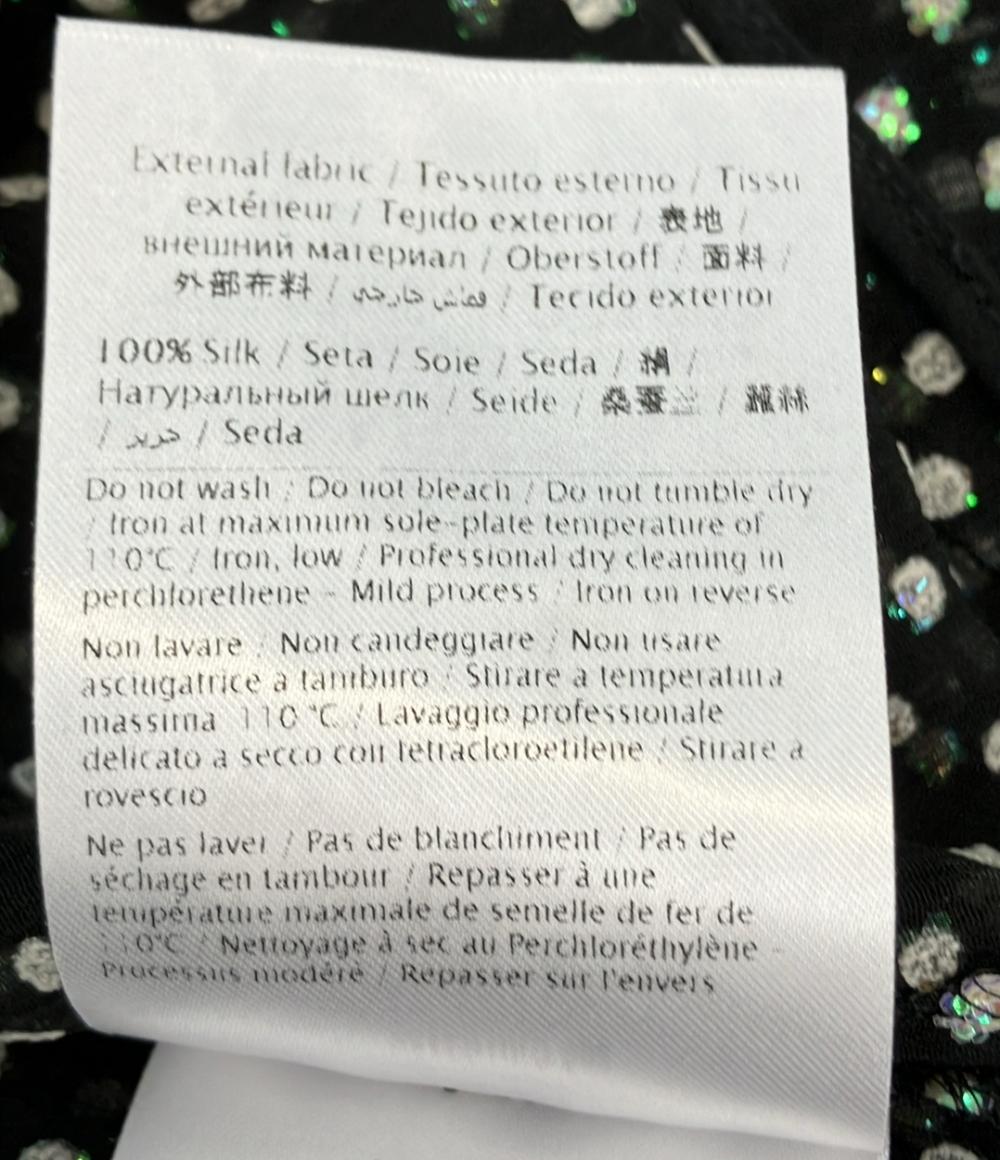 External fabric / Tessuto esterno / Tissu
extérieur / Tejido exterior / 表地 /
внешний материал / Oberstoff / 面料 /
外部布料 / قماش خارجي / Tecido exterior
100% Silk / Seta / Soie / Seda / 絹 /
Натуральный шелк / Seide / 桑蚕丝 / 蠶絲
/ حرير / Seda
Do not wash / Do not bleach / Do not tumble dry
/ Iron at maximum sole-plate temperature of
110°C / Iron, low / Professional dry cleaning in
perchlorethene - Mild process / Iron on reverse
Non lavare / Non candeggiare / Non usare
asciugatrice a tamburo / Stirare a temperatura
massima 110 °C / Lavaggio professionale
delicato a secco con tetracloroetilene / Stirare a
rovescio
Ne pas laver / Pas de blanchiment / Pas de
séchage en tambour / Repasser à une
température maximale de semelle de fer de
110°C / Nettoyage à sec au Perchloréthylène -
Processus modéré / Repasser sur l'envers